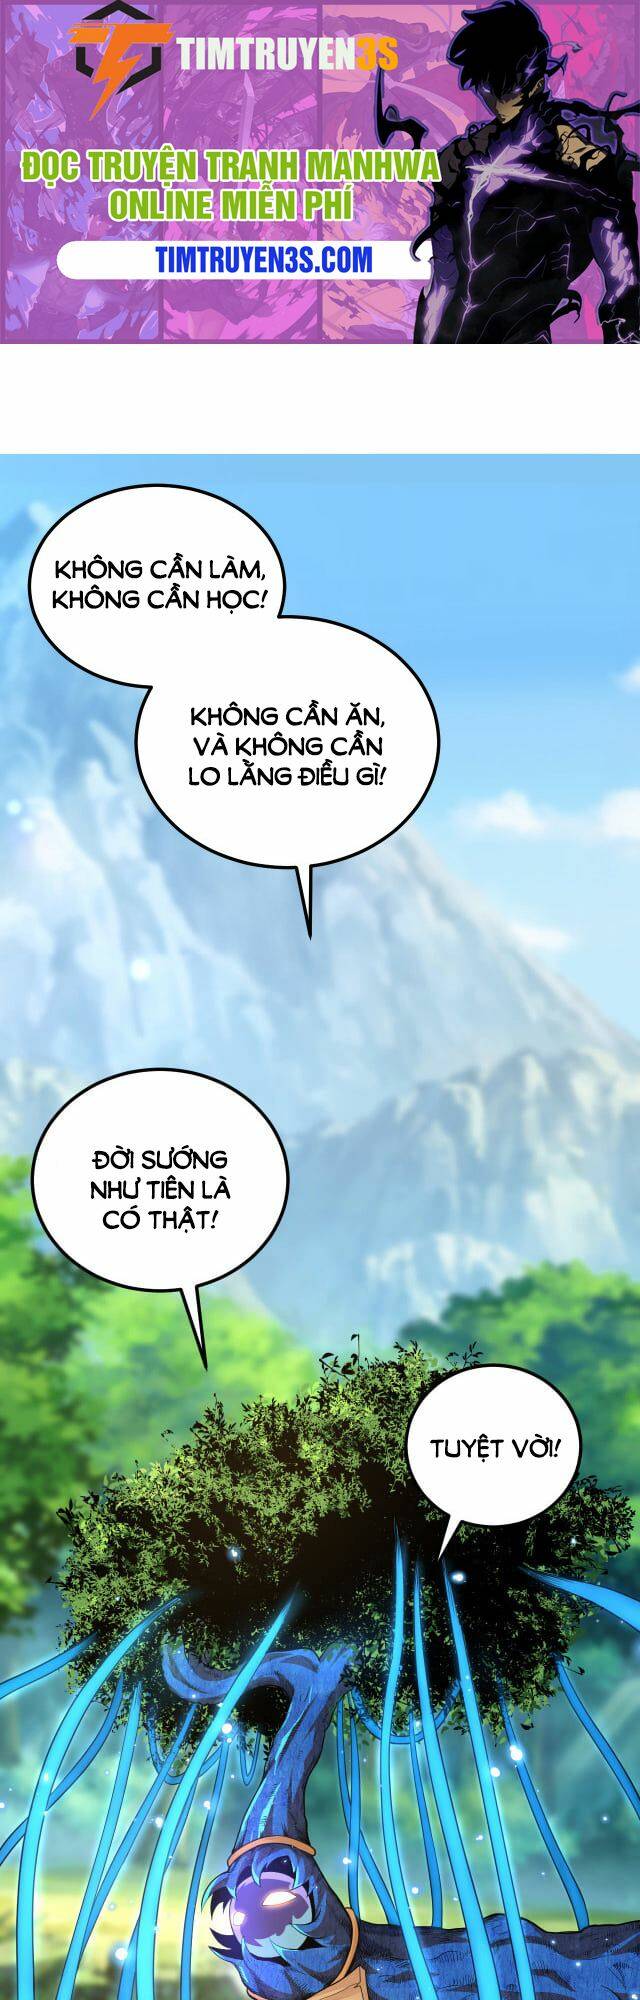 TIMTRUYEN3S
ĐỌC TRUYỆN TRANH MANHWA
ONLINE MIỄN PHÍ
TIMTRUYEN3S.COM
KHÔNG CẦN LÀM,
KHÔNG CẦN HỌC!
KHÔNG CẦN ĂN,
VÀ KHÔNG CẦN
LO LẮNG ĐIỀU GÌ!
ĐỜI SƯỚNG
NHƯ TIÊN LÀ
CÓ THẬT!
TUYỆT VỜI!